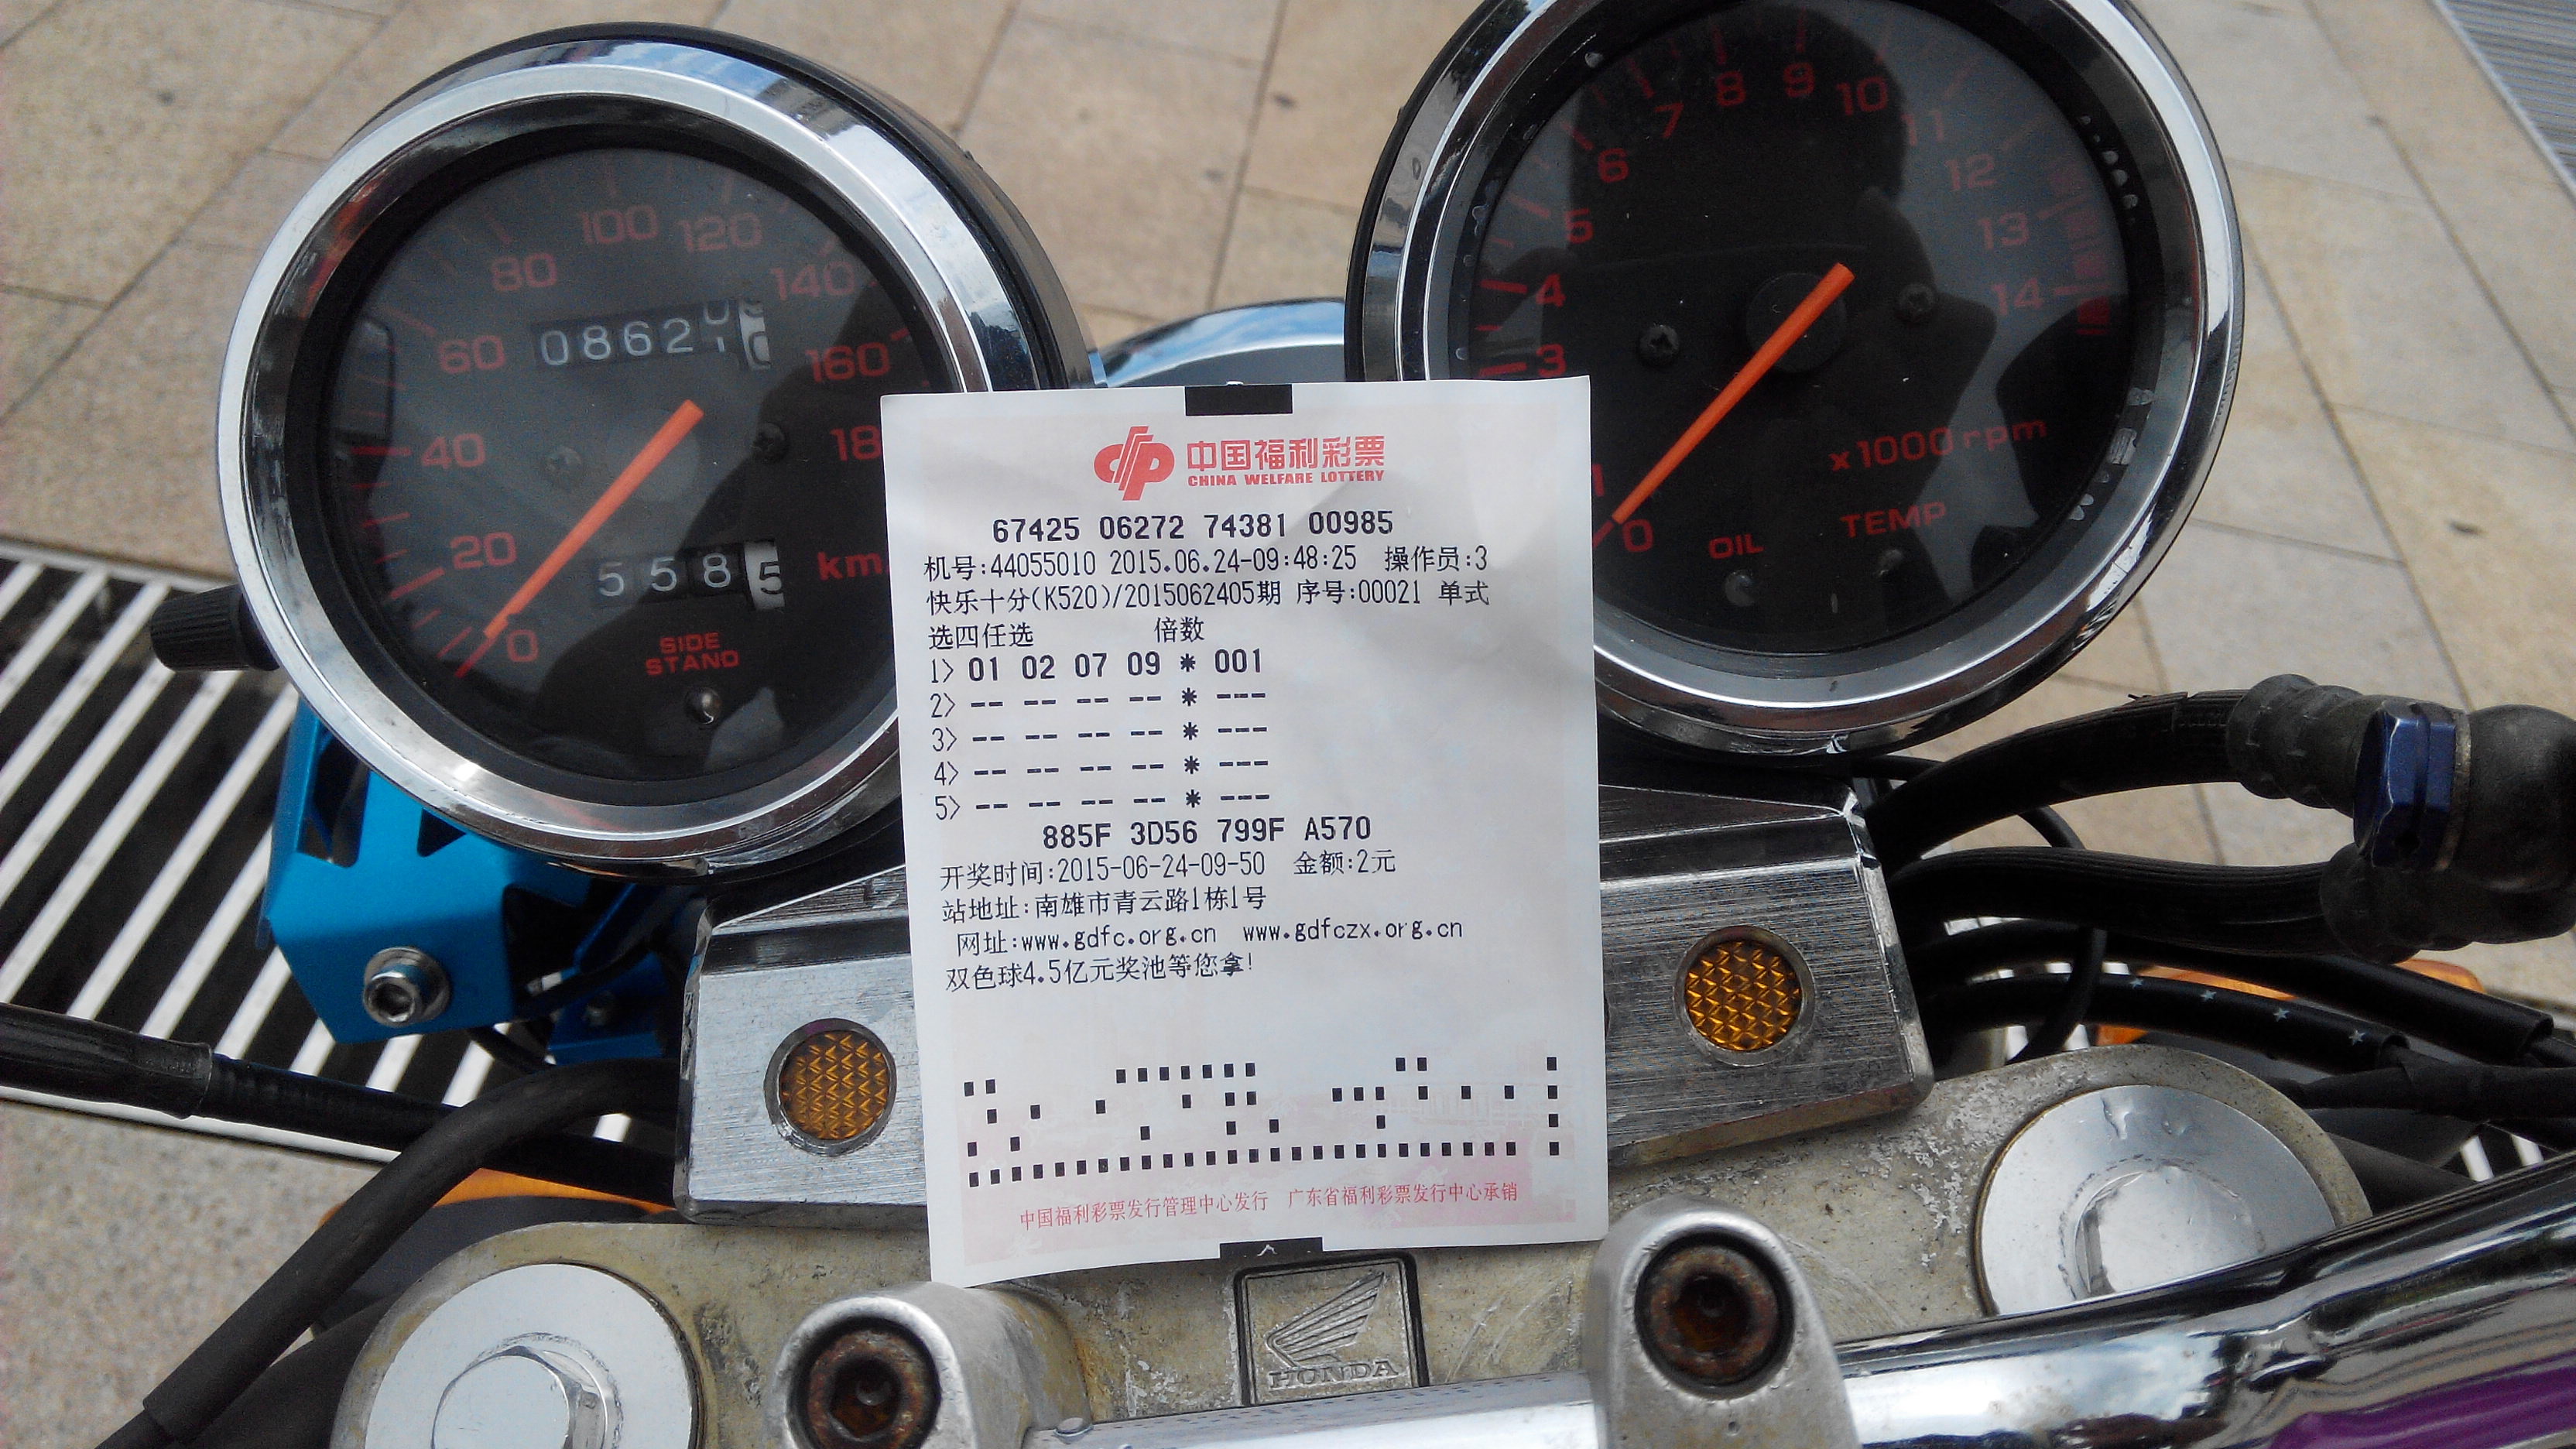 100 120
80 140
60 160
40 18
20
0
5585
km/
SIDE
STAND
7 8 9 10
6 11
5 12
4 13
3 14
1
0
x1000rpm
OIL TEMP
中国福利彩票
CHINA WELFARE LOTTERY
67425 06272 74381 00985
机号:44055010 2015.06.24-09:48:25 操作员:3
快乐十分(K520)/2015062405期 序号:00021 单式
选四任选 倍数
1> 01 02 07 09 * 001
2> -- -- -- -- * ---
3> -- -- -- -- * ---
4> -- -- -- -- * ---
5> -- -- -- -- * ---
885F 3D56 799F A570
开奖时间:2015-06-24-09-50 金额:2元
站地址:南雄市青云路1栋1号
网址:www.gdfc.org.cn www.gdfczx.org.cn
双色球4.5亿元奖池等您拿!
中国福利彩票发行管理中心发行 广东省福利彩票发行中心承销
HONDA